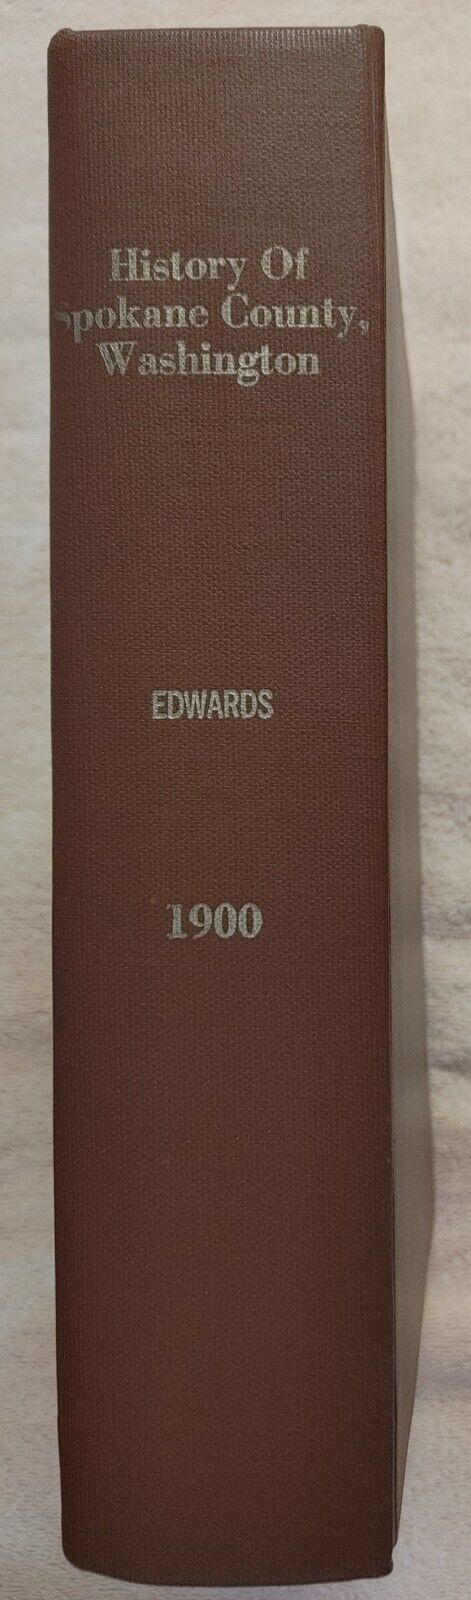 History Of
Spokane County,
Washington
EDWARDS
1900